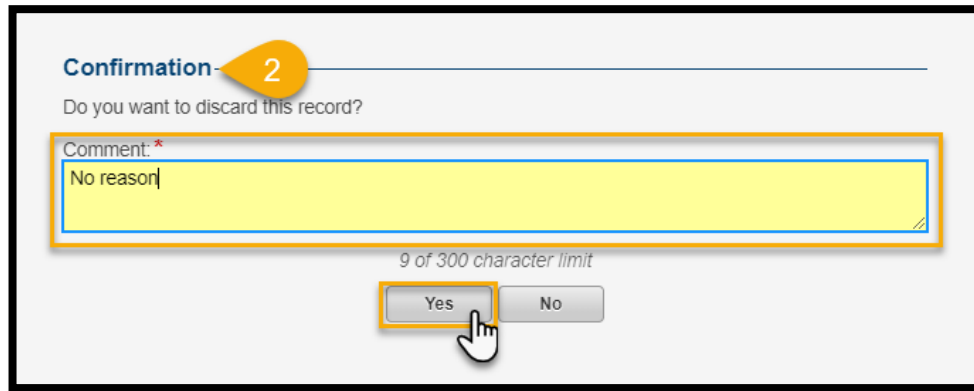 Confirmation
2
Do you want to discard this record?
Comment: *
No reason
9 of 300 character limit
Yes No